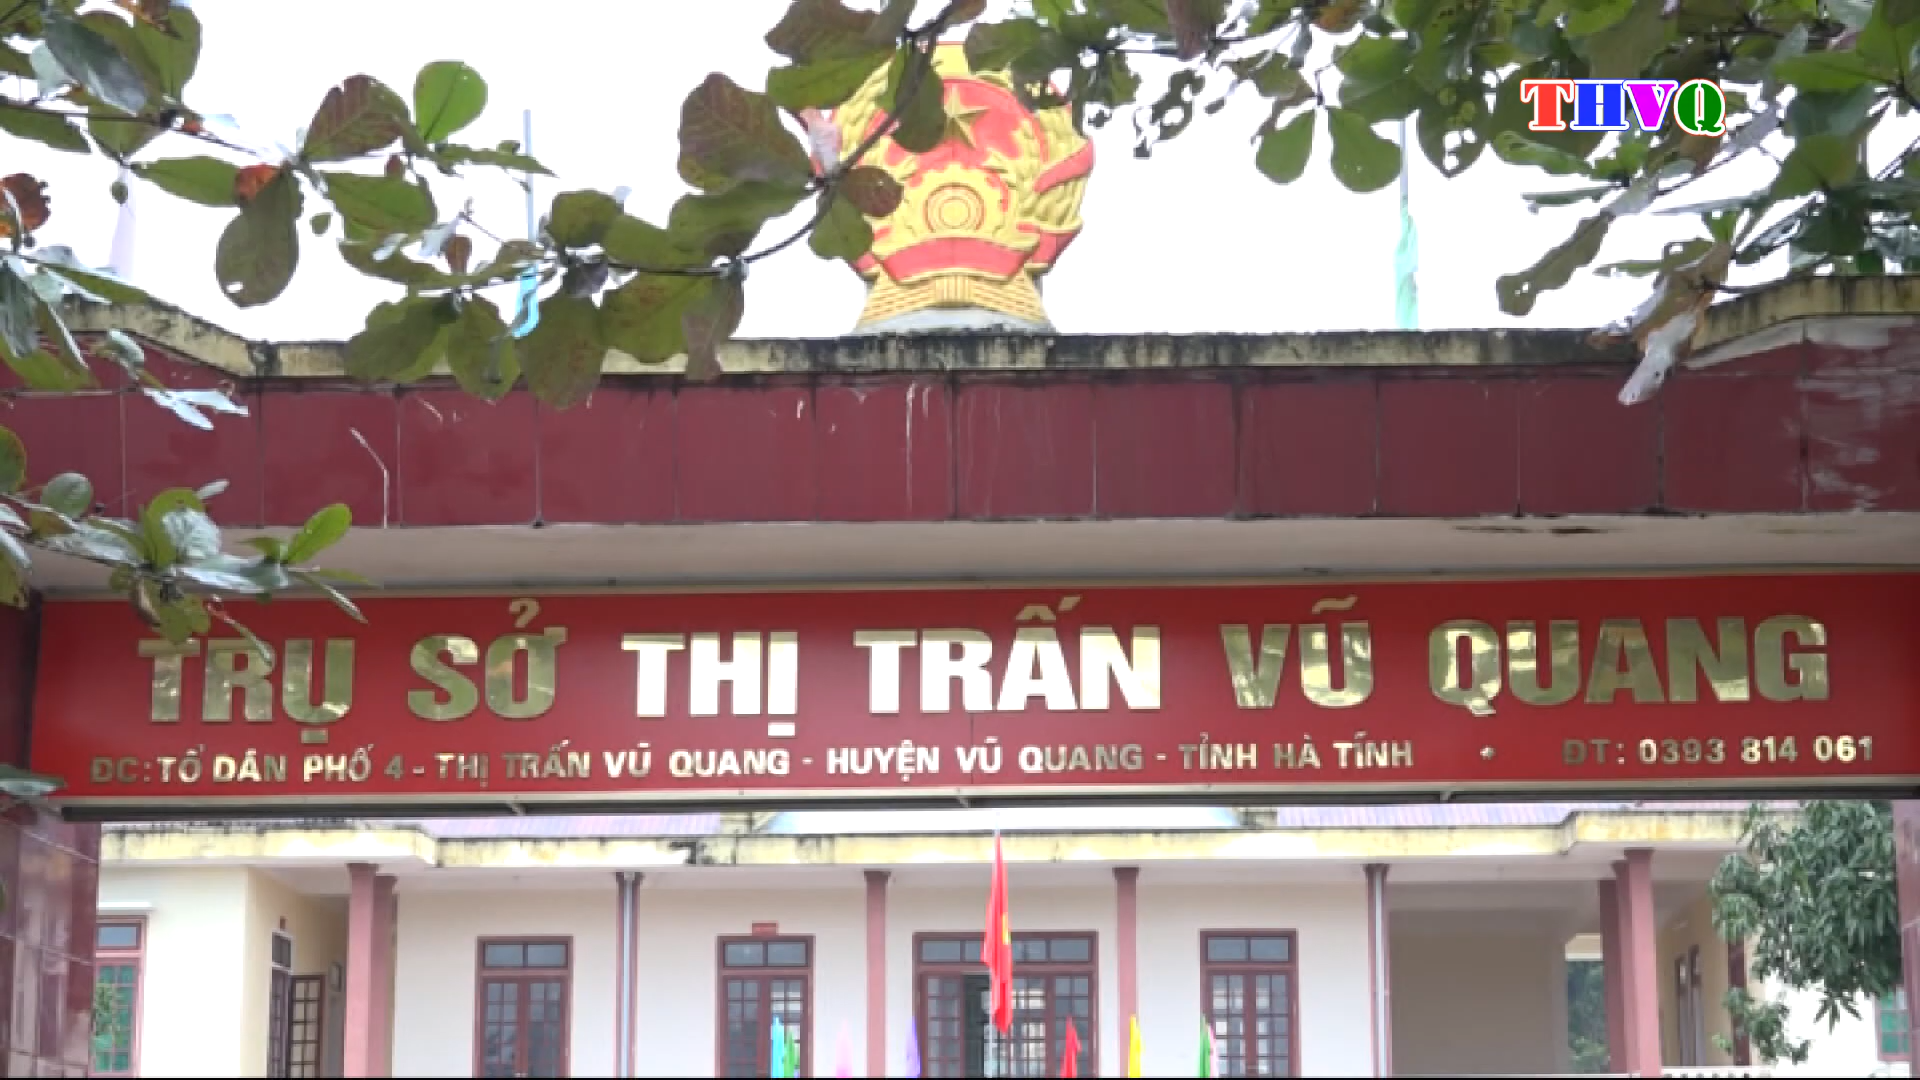 THVQ
TRỤ SỞ THỊ TRẤN VŨ QUANG
ĐC: TỔ DÂN PHỐ 4 - THỊ TRẤN VŨ QUANG - HUYỆN VŨ QUANG - TỈNH HÀ TĨNH • ĐT: 0393 814 061